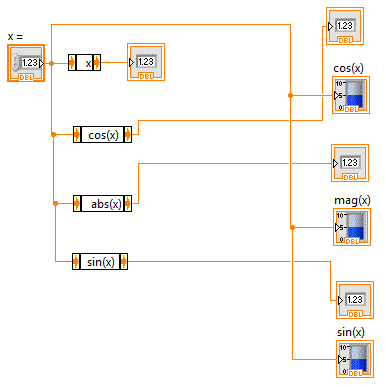 x =
1.23
DBL
x
1.23
DBL
1.23
DBL
cos(x)
10
5
0
DBL
cos(x)
1.23
DBL
abs(x)
mag(x)
10
5
0
DBL
sin(x)
1.23
DBL
sin(x)
10
5
0
DBL